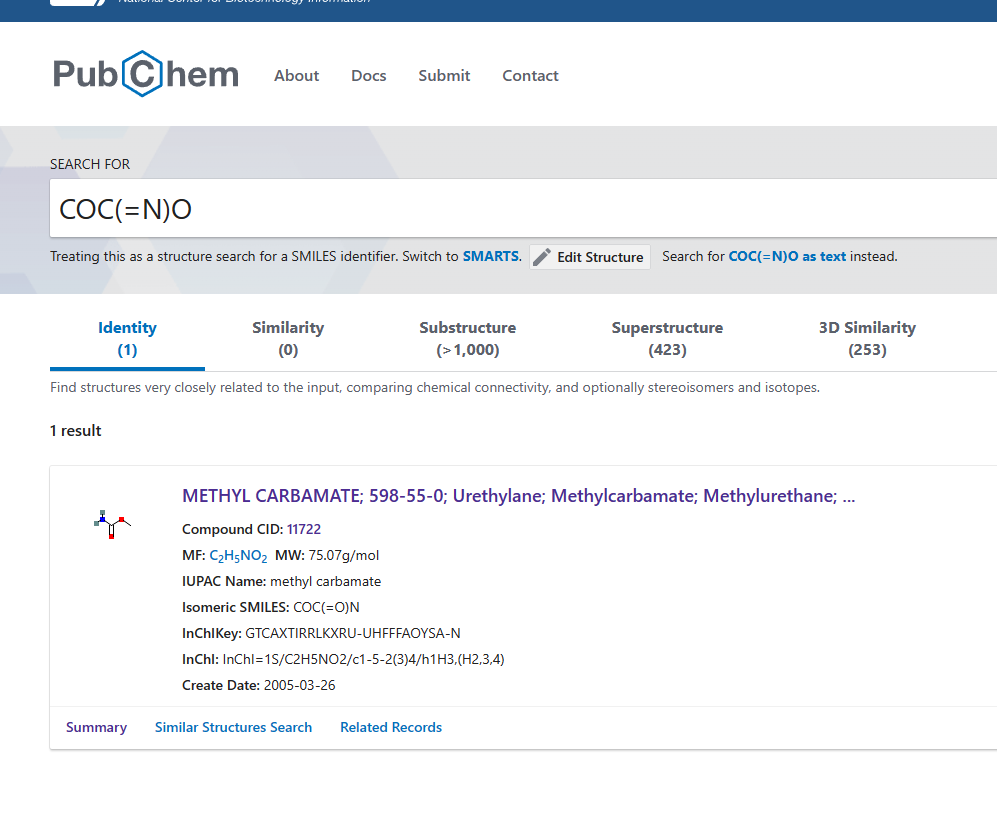 National Center for Biotechnology Information
PubChem About Docs Submit Contact
SEARCH FOR
COC(=N)O
Treating this as a structure search for a SMILES identifier. Switch to SMARTS. Edit Structure Search for COC(=N)O as text instead.
Identity Similarity Substructure Superstructure 3D Similarity
(1) (0) (>1,000) (423) (253)
Find structures very closely related to the input, comparing chemical connectivity, and optionally stereoisomers and isotopes.
1 result
METHYL CARBAMATE; 598-55-0; Urethylane; Methylcarbamate; Methylurethane; ...
Compound CID: 11722
MF: C₂H₅NO₂ MW: 75.07g/mol
IUPAC Name: methyl carbamate
Isomeric SMILES: COC(=O)N
InChIKey: GTCAXTIRRLKXRU-UHFFFAOYSA-N
InChI: InChI=1S/C2H5NO2/c1-5-2(3)4/h1H3,(H2,3,4)
Create Date: 2005-03-26
Summary Similar Structures Search Related Records